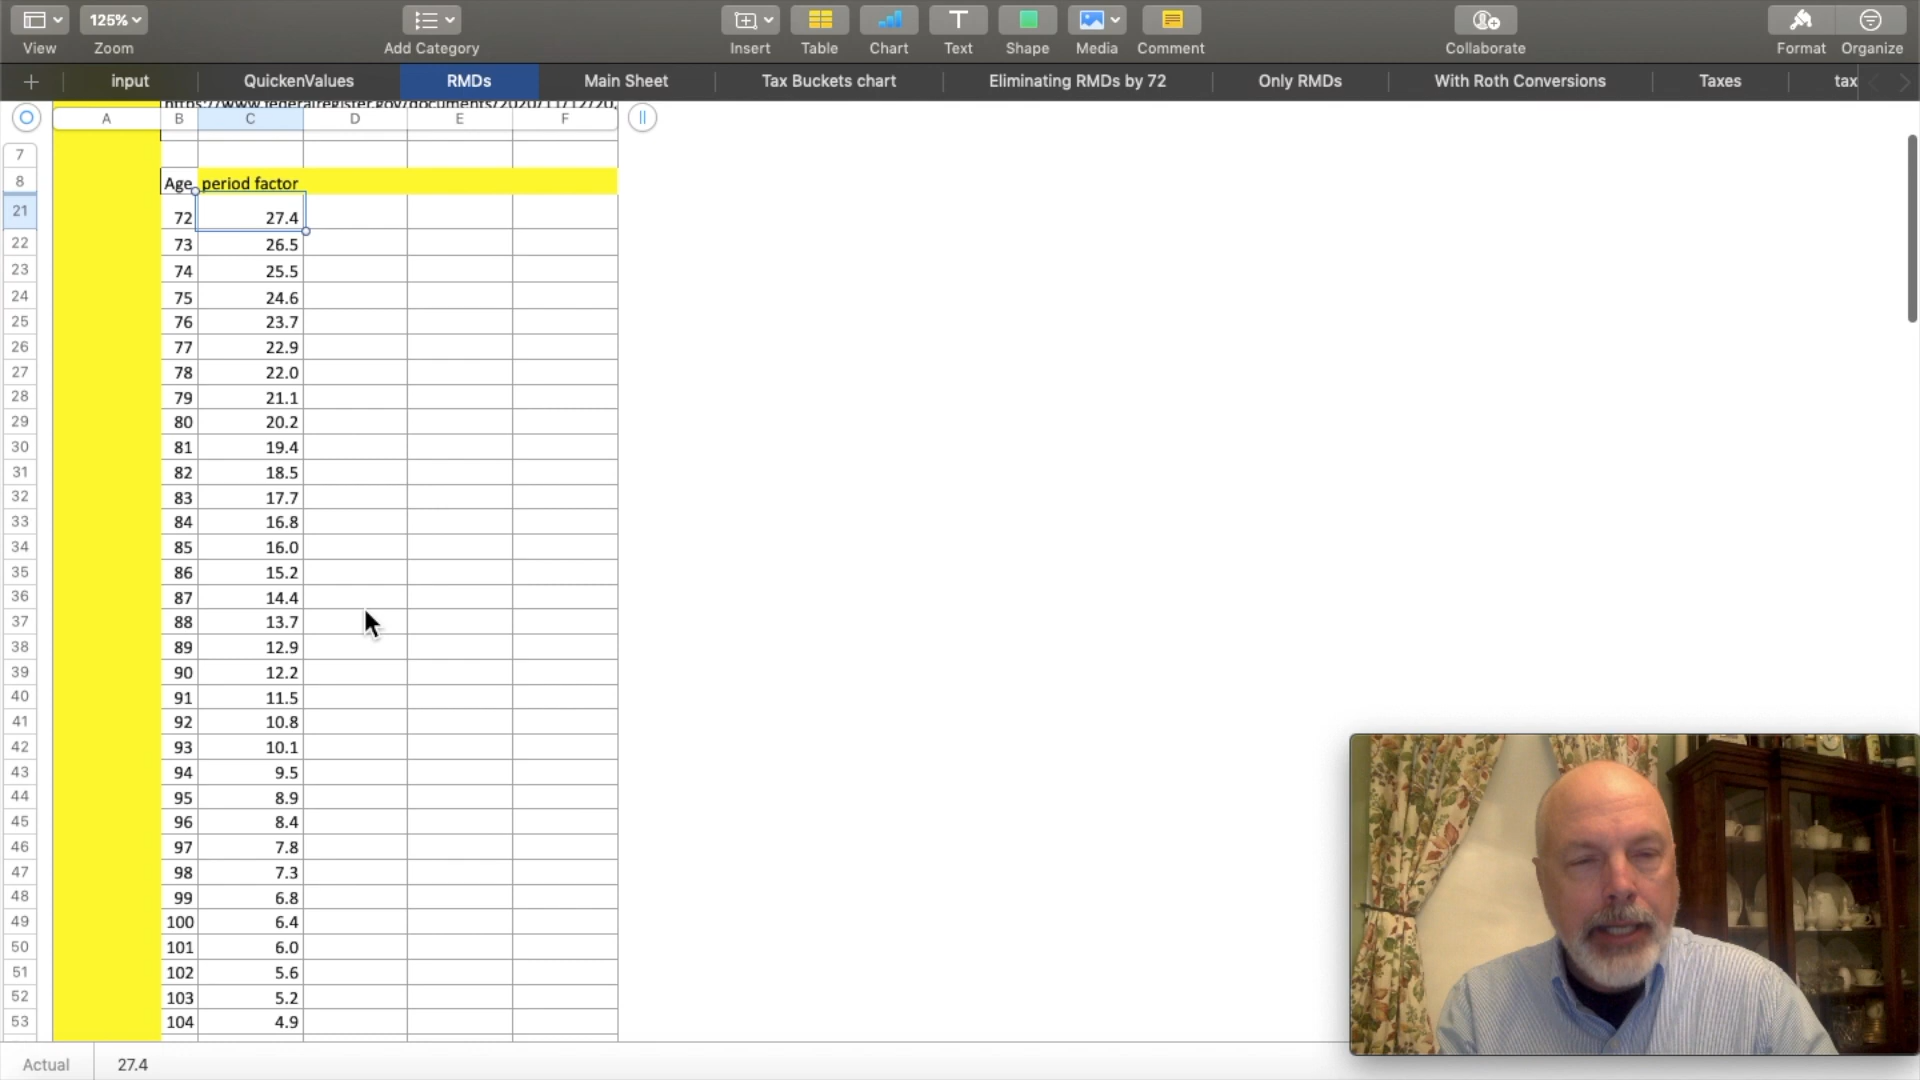 125%
View
Zoom
Add Category
Insert
Table
Chart
Text
Shape
Media
Comment
Collaborate
Format
Organize
input
QuickenValues
RMDs
Main Sheet
Tax Buckets chart
Eliminating RMDs by 72
Only RMDs
With Roth Conversions
Taxes
tax
https://www.federalregister.gov/documents/2020/11/12/20
A B C D E F
7
8 Age period factor
21 72 27.4
22 73 26.5
23 74 25.5
24 75 24.6
25 76 23.7
26 77 22.9
27 78 22.0
28 79 21.1
29 80 20.2
30 81 19.4
31 82 18.5
32 83 17.7
33 84 16.8
34 85 16.0
35 86 15.2
36 87 14.4
37 88 13.7
38 89 12.9
39 90 12.2
40 91 11.5
41 92 10.8
42 93 10.1
43 94 9.5
44 95 8.9
45 96 8.4
46 97 7.8
47 98 7.3
48 99 6.8
49 100 6.4
50 101 6.0
51 102 5.6
52 103 5.2
53 104 4.9
Actual 27.4